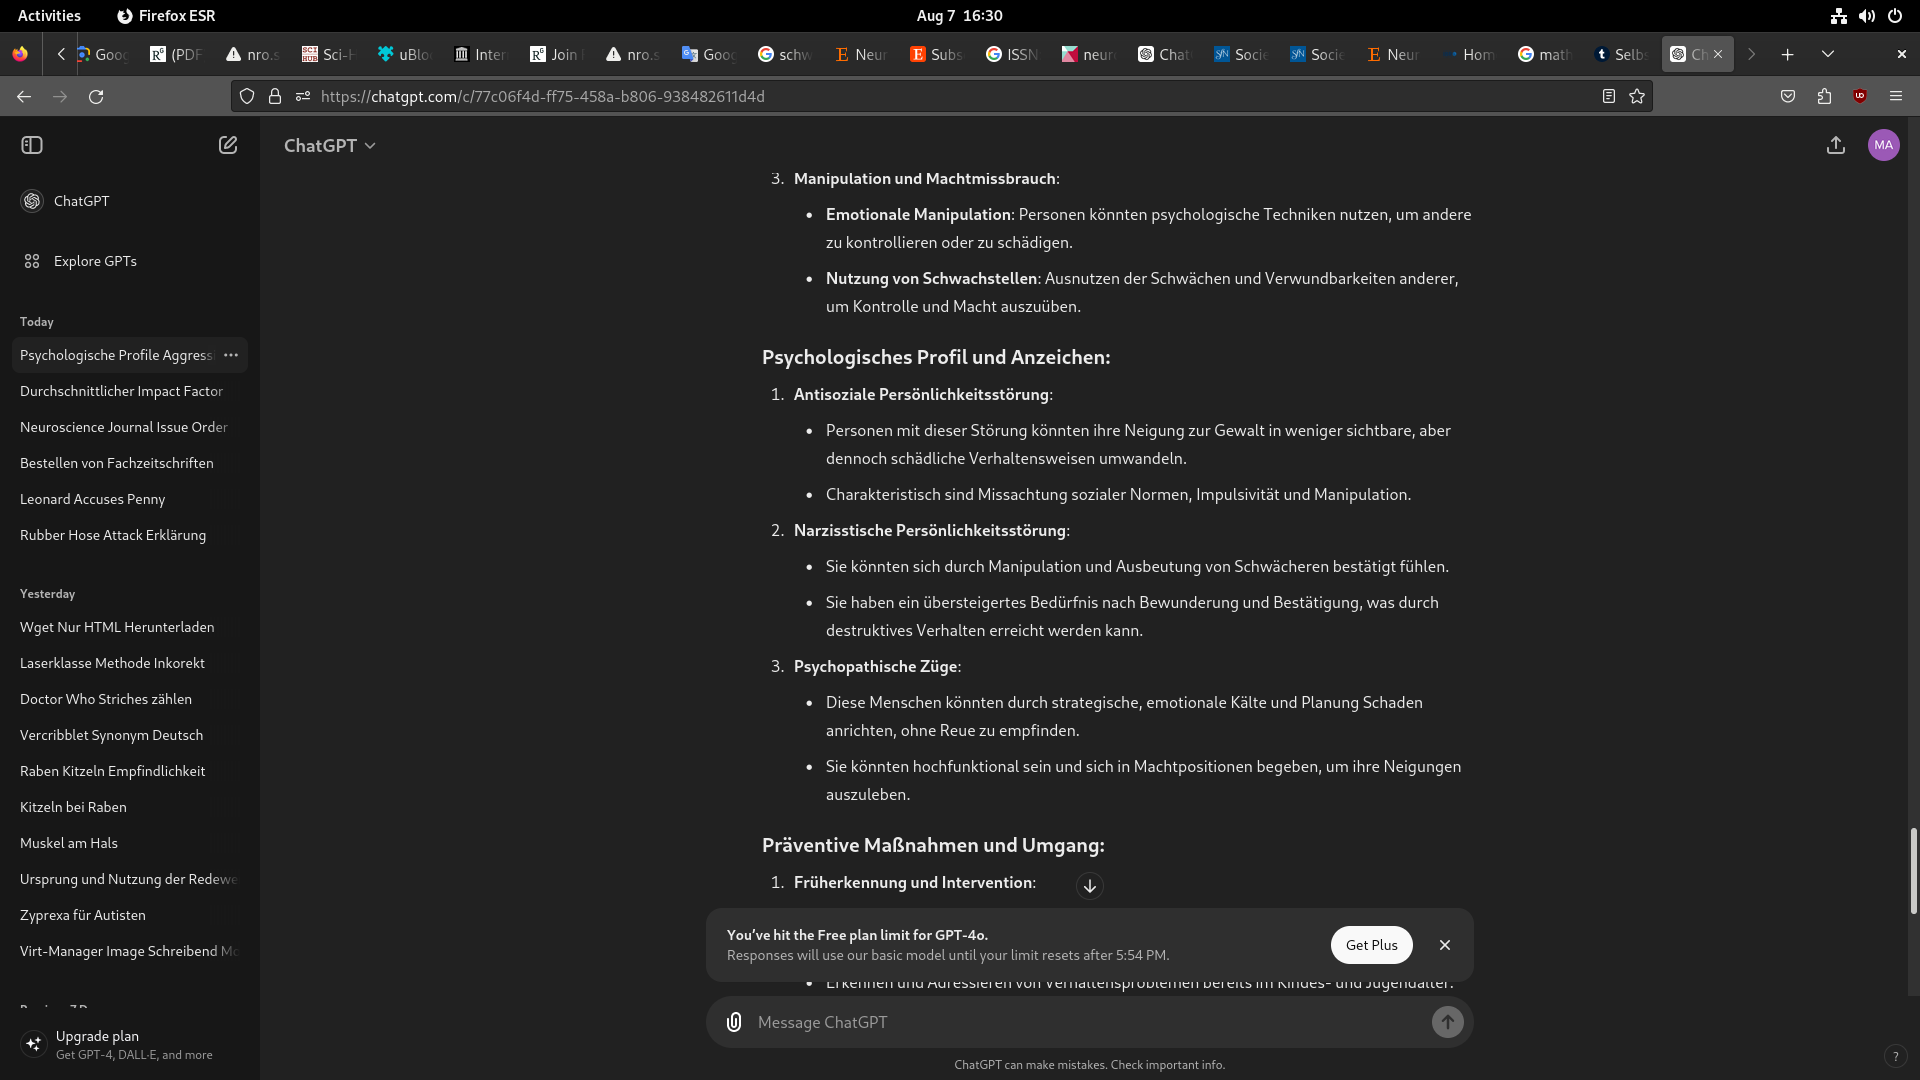 Activities Firefox ESR Aug 7 16:30
Goog (PDF nro.s Sci-H uBlo Inter Join nro.s Goog schw Neur Subs ISSN neur Chat Socie Socie Neur Hom math Selbs Ch
https://chatgpt.com/c/77c06f4d-ff75-458a-b806-938482611d4d
ChatGPT
MA
ChatGPT
Explore GPTs
Today
Psychologische Profile Aggress
Durchschnittlicher Impact Factor
Neuroscience Journal Issue Order
Bestellen von Fachzeitschriften
Leonard Accuses Penny
Rubber Hose Attack Erklärung
Yesterday
Wget Nur HTML Herunterladen
Laserklasse Methode Inkorekt
Doctor Who Striches zählen
Vercribblet Synonym Deutsch
Raben Kitzeln Empfindlichkeit
Kitzeln bei Raben
Muskel am Hals
Ursprung und Nutzung der Redewe
Zyprexa für Autisten
Virt-Manager Image Schreibend Mo
Upgrade plan
Get GPT-4, DALL·E, and more
3. Manipulation und Machtmissbrauch:
• Emotionale Manipulation: Personen könnten psychologische Techniken nutzen, um andere
zu kontrollieren oder zu schädigen.
• Nutzung von Schwachstellen: Ausnutzen der Schwächen und Verwundbarkeiten anderer,
um Kontrolle und Macht auszuüben.
Psychologisches Profil und Anzeichen:
1. Antisoziale Persönlichkeitsstörung:
• Personen mit dieser Störung könnten ihre Neigung zur Gewalt in weniger sichtbare, aber
dennoch schädliche Verhaltensweisen umwandeln.
• Charakteristisch sind Missachtung sozialer Normen, Impulsivität und Manipulation.
2. Narzisstische Persönlichkeitsstörung:
• Sie könnten sich durch Manipulation und Ausbeutung von Schwächeren bestätigt fühlen.
• Sie haben ein übersteigertes Bedürfnis nach Bewunderung und Bestätigung, was durch
destruktives Verhalten erreicht werden kann.
3. Psychopathische Züge:
• Diese Menschen könnten durch strategische, emotionale Kälte und Planung Schaden
anrichten, ohne Reue zu empfinden.
• Sie könnten hochfunktional sein und sich in Machtpositionen begeben, um ihre Neigungen
auszuleben.
Präventive Maßnahmen und Umgang:
1. Früherkennung und Intervention:
You've hit the Free plan limit for GPT-4o.
Responses will use our basic model until your limit resets after 5:54 PM.
Get Plus
• Erkennen und Adressieren von Verhaltensproblemen bereits im Kindes- und Jugendalter.
Message ChatGPT
ChatGPT can make mistakes. Check important info.
?